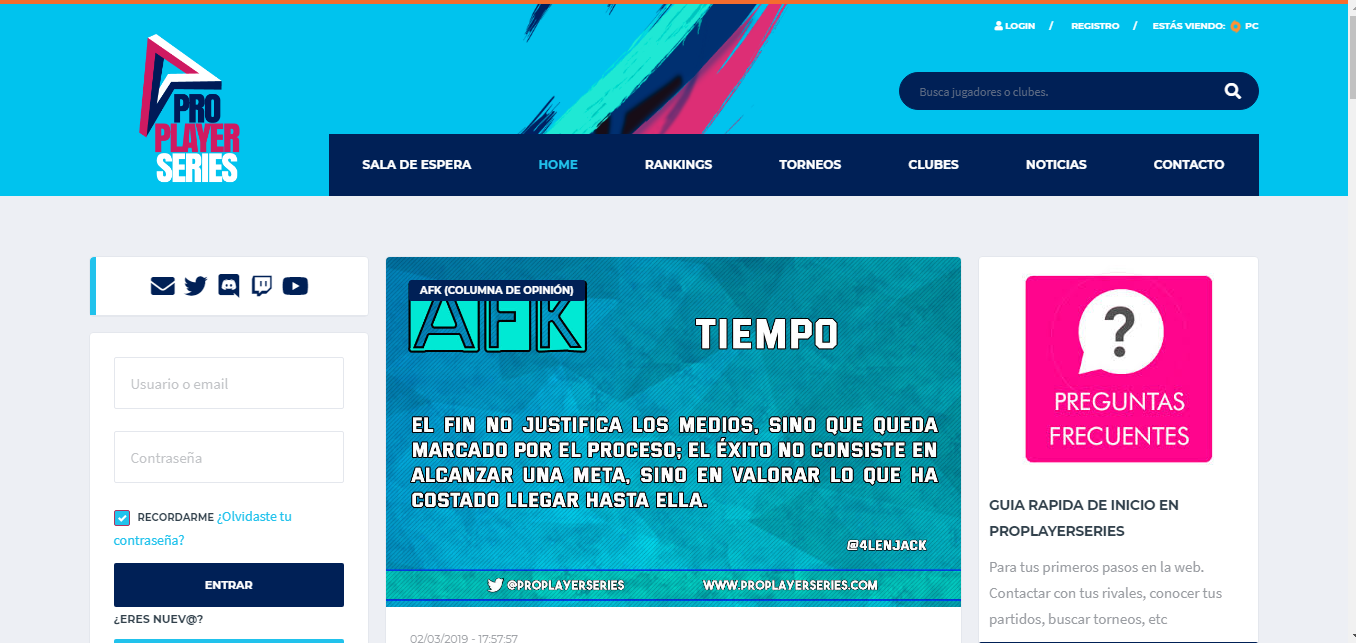 LOGIN / REGISTRO / ESTÁS VIENDO: PC
PRO
PLAYER
SERIES
Busca jugadores o clubes.
SALA DE ESPERA HOME RANKINGS TORNEOS CLUBES NOTICIAS CONTACTO
Usuario o email
Contraseña
RECORDARME ¿Olvidaste tu
contraseña?
ENTRAR
¿ERES NUEV@?
AFK (COLUMNA DE OPINIÓN)
AFK
TIEMPO
EL FIN NO JUSTIFICA LOS MEDIOS, SINO QUE QUEDA
MARCADO POR EL PROCESO; EL ÉXITO NO CONSISTE EN
ALCANZAR UNA META, SINO EN VALORAR LO QUE HA
COSTADO LLEGAR HASTA ELLA.
@4LENJACK
@PROPLAYERSERIES WWW.PROPLAYERSERIES.COM
02/03/2019 - 17:57:57
?
PREGUNTAS
FRECUENTES
GUIA RAPIDA DE INICIO EN
PROPLAYERSERIES
Para tus primeros pasos en la web.
Contactar con tus rivales, conocer tus
partidos, buscar torneos, etc